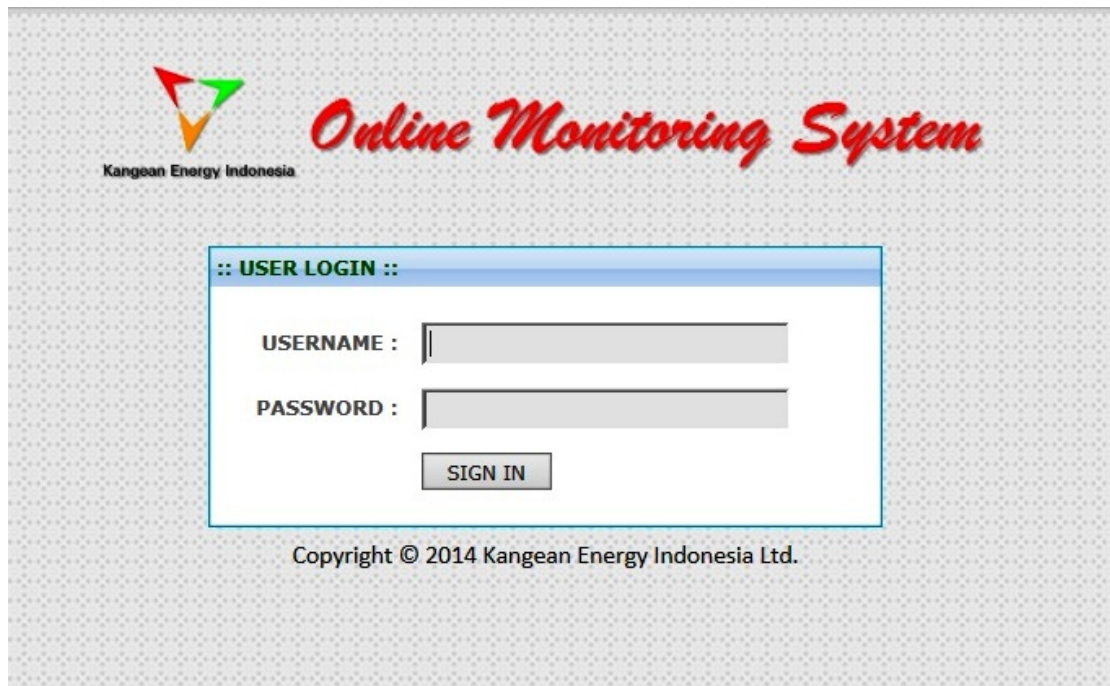 Online Monitoring System
Kangean Energy Indonesia
:: USER LOGIN ::
USERNAME :
PASSWORD :
SIGN IN
Copyright © 2014 Kangean Energy Indonesia Ltd.